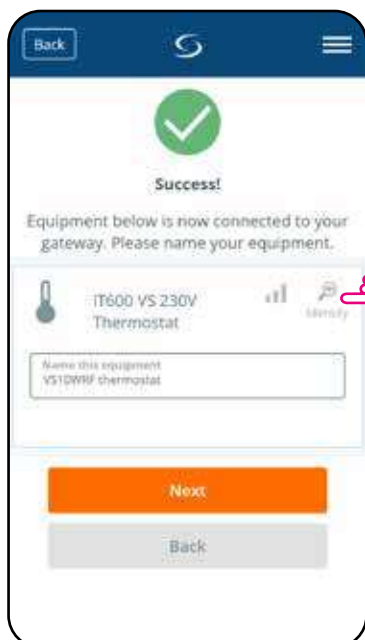 Back
Success!
Equipment below is now connected to your
gateway. Please name your equipment.
iT600 VS 230V
Thermostat
Identify
Name this equipment
VS10WRF thermostat
Next
Back